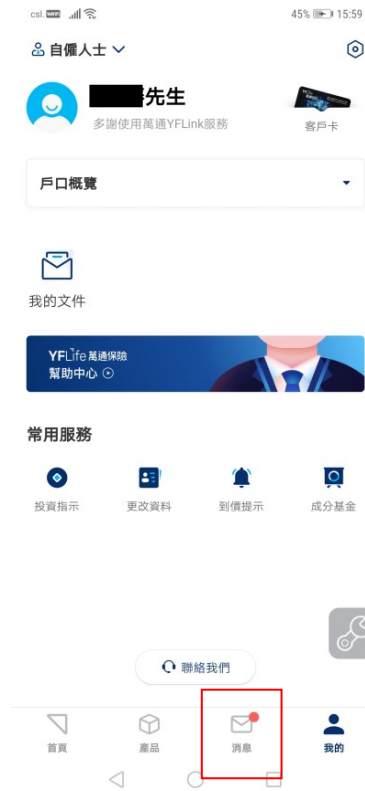 csl.
45% 15:59
自僱人士
先生
多謝使用萬通YFLink服務
客戶卡
戶口概覽
我的文件
YFLife 萬通保險
幫助中心
常用服務
投資指示
更改資料
到價提示
成分基金
聯絡我們
首頁
產品
消息
我的